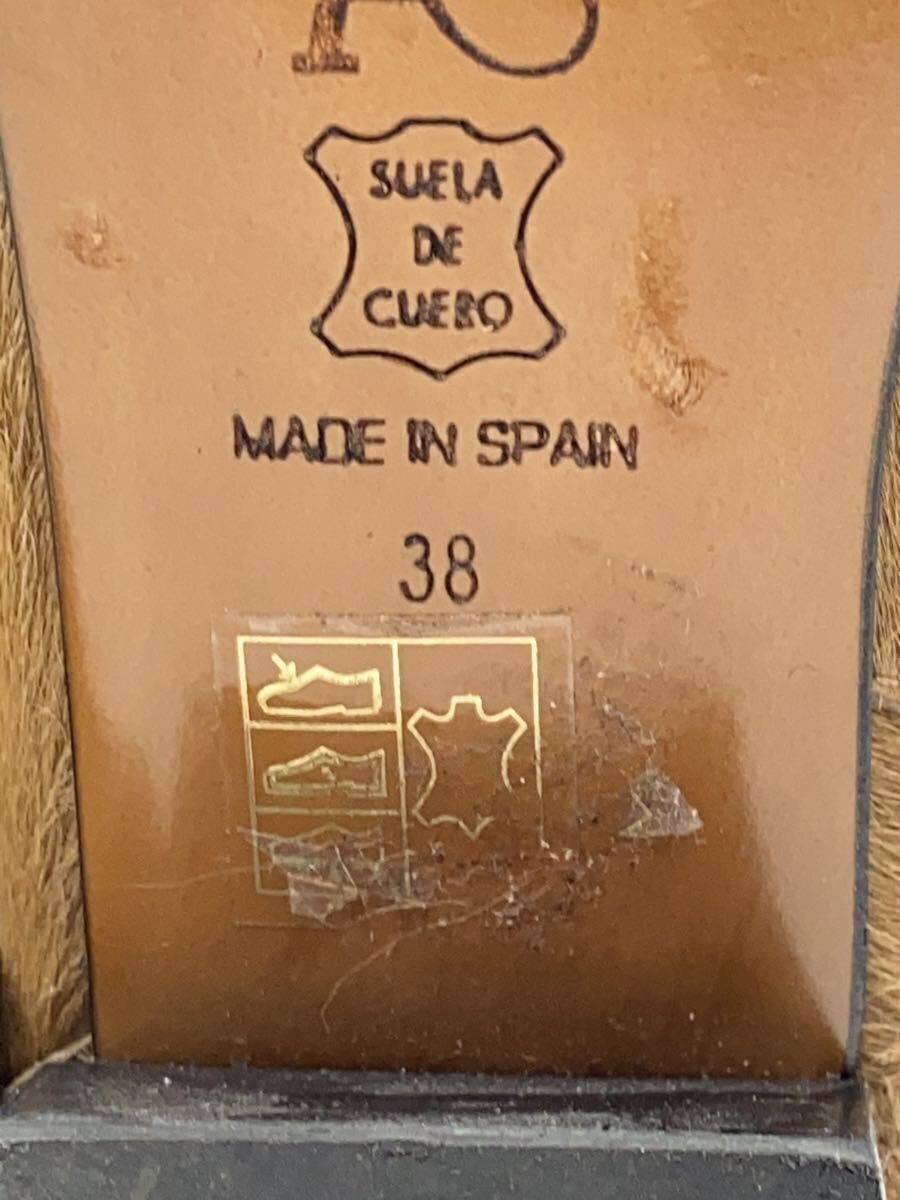 SUELA
DE
CUERO
MADE IN SPAIN
38